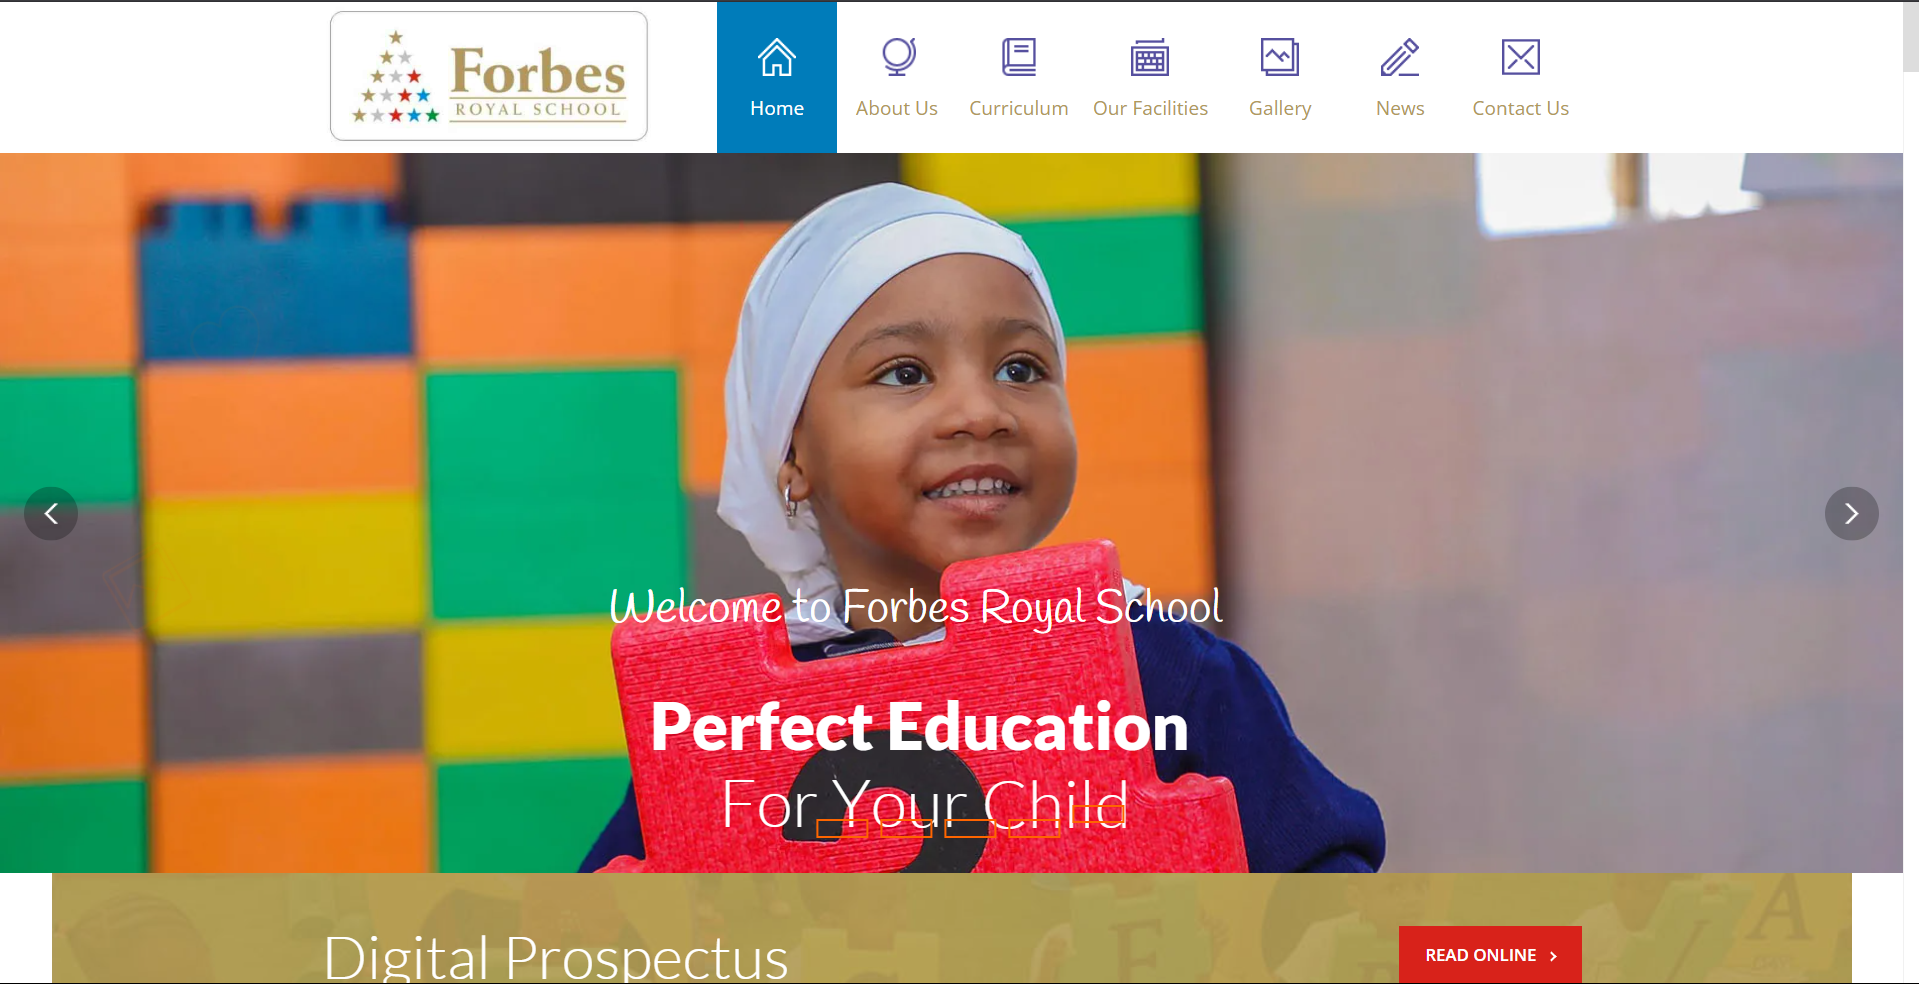 Forbes
ROYAL SCHOOL
Home
About Us
Curriculum
Our Facilities
Gallery
News
Contact Us
Welcome to Forbes Royal School
Perfect Education
For Your Child
Digital Prospectus
READ ONLINE